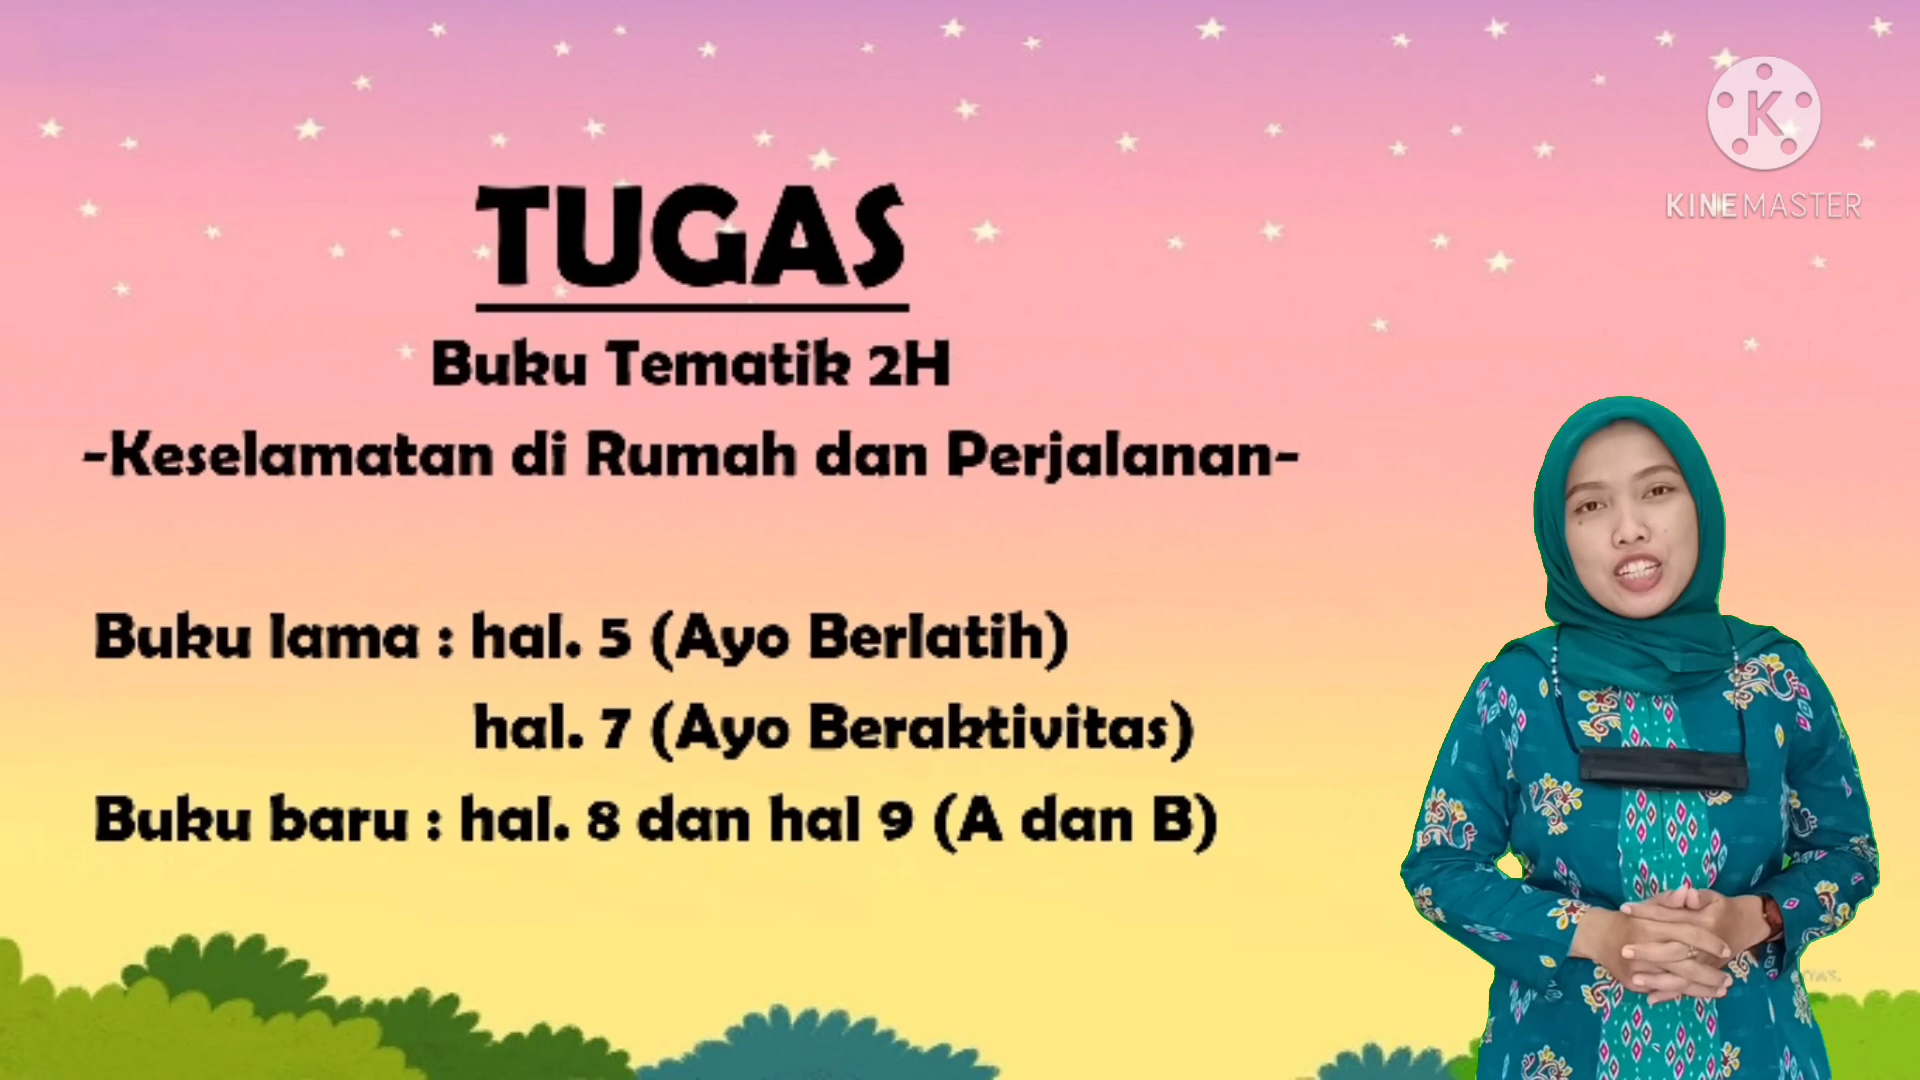 K
KINEMASTER
TUGAS
Buku Tematik 2H
-Keselamatan di Rumah dan Perjalanan-
Buku lama : hal. 5 (Ayo Berlatih)
hal. 7 (Ayo Beraktivitas)
Buku baru : hal. 8 dan hal 9 (A dan B)